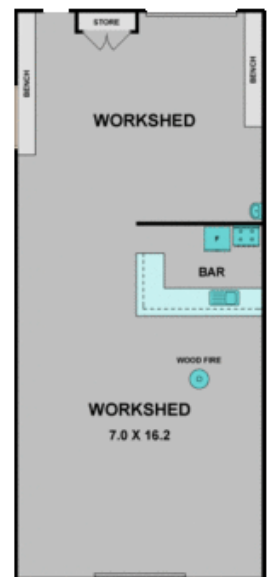 STORE
BENCH
BENCH
WORKSHED
F
BAR
WOOD FIRE
WORKSHED
7.0 X 16.2